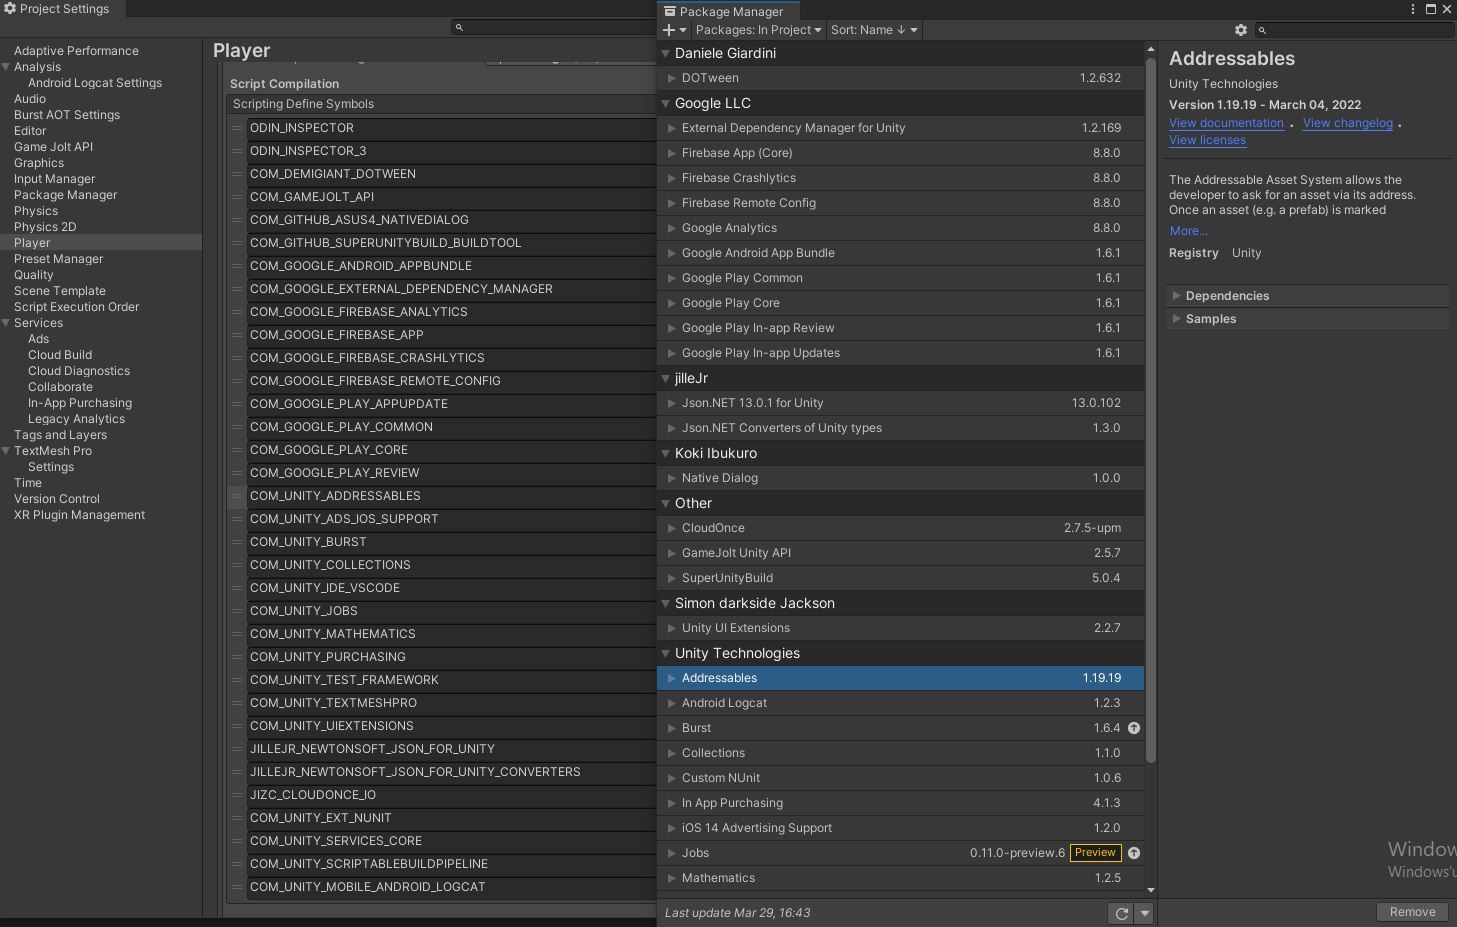 Project Settings
Adaptive Performance
Analysis
Android Logcat Settings
Audio
Burst AOT Settings
Editor
Game Jolt API
Graphics
Input Manager
Package Manager
Physics
Physics 2D
Player
Preset Manager
Quality
Scene Template
Script Execution Order
Services
Ads
Cloud Build
Cloud Diagnostics
Collaborate
In-App Purchasing
Legacy Analytics
Tags and Layers
TextMesh Pro
Settings
Time
Version Control
XR Plugin Management
Player
Script Compilation
Scripting Define Symbols
ODIN_INSPECTOR
ODIN_INSPECTOR_3
COM_DEMIGIANT_DOTWEEN
COM_GAMEJOLT_API
COM_GITHUB_ASUS4_NATIVEDIALOG
COM_GITHUB_SUPERUNITYBUILD_BUILDTOOL
COM_GOOGLE_ANDROID_APPBUNDLE
COM_GOOGLE_EXTERNAL_DEPENDENCY_MANAGER
COM_GOOGLE_FIREBASE_ANALYTICS
COM_GOOGLE_FIREBASE_APP
COM_GOOGLE_FIREBASE_CRASHLYTICS
COM_GOOGLE_FIREBASE_REMOTE_CONFIG
COM_GOOGLE_PLAY_APPUPDATE
COM_GOOGLE_PLAY_COMMON
COM_GOOGLE_PLAY_CORE
COM_GOOGLE_PLAY_REVIEW
COM_UNITY_ADDRESSABLES
COM_UNITY_ADS_IOS_SUPPORT
COM_UNITY_BURST
COM_UNITY_COLLECTIONS
COM_UNITY_IDE_VSCODE
COM_UNITY_JOBS
COM_UNITY_MATHEMATICS
COM_UNITY_PURCHASING
COM_UNITY_TEST_FRAMEWORK
COM_UNITY_TEXTMESHPRO
COM_UNITY_UIEXTENSIONS
JILLEJR_NEWTONSOFT_JSON_FOR_UNITY
JILLEJR_NEWTONSOFT_JSON_FOR_UNITY_CONVERTERS
JIZC_CLOUDONCE_IO
COM_UNITY_EXT_NUNIT
COM_UNITY_SERVICES_CORE
COM_UNITY_SCRIPTABLEBUILDPIPELINE
COM_UNITY_MOBILE_ANDROID_LOGCAT
Package Manager
Packages: In Project Sort: Name ↓
Daniele Giardini
DOTween 1.2.632
Google LLC
External Dependency Manager for Unity 1.2.169
Firebase App (Core) 8.8.0
Firebase Crashlytics 8.8.0
Firebase Remote Config 8.8.0
Google Analytics 8.8.0
Google Android App Bundle 1.6.1
Google Play Common 1.6.1
Google Play Core 1.6.1
Google Play In-app Review 1.6.1
Google Play In-app Updates 1.6.1
jilleJr
Json.NET 13.0.1 for Unity 13.0.102
Json.NET Converters of Unity types 1.3.0
Koki Ibukuro
Native Dialog 1.0.0
Other
CloudOnce 2.7.5-upm
GameJolt Unity API 2.5.7
SuperUnityBuild 5.0.4
Simon darkside Jackson
Unity UI Extensions 2.2.7
Unity Technologies
Addressables 1.19.19
Android Logcat 1.2.3
Burst 1.6.4
Collections 1.1.0
Custom NUnit 1.0.6
In App Purchasing 4.1.3
iOS 14 Advertising Support 1.2.0
Jobs 0.11.0-preview.6 Preview
Mathematics 1.2.5
Last update Mar 29, 16:43
Addressables
Unity Technologies
Version 1.19.19 - March 04, 2022
View documentation . View changelog .
View licenses
The Addressable Asset System allows the
developer to ask for an asset via its address.
Once an asset (e.g. a prefab) is marked
More...
Registry Unity
Dependencies
Samples
Window
Windows'u
Remove